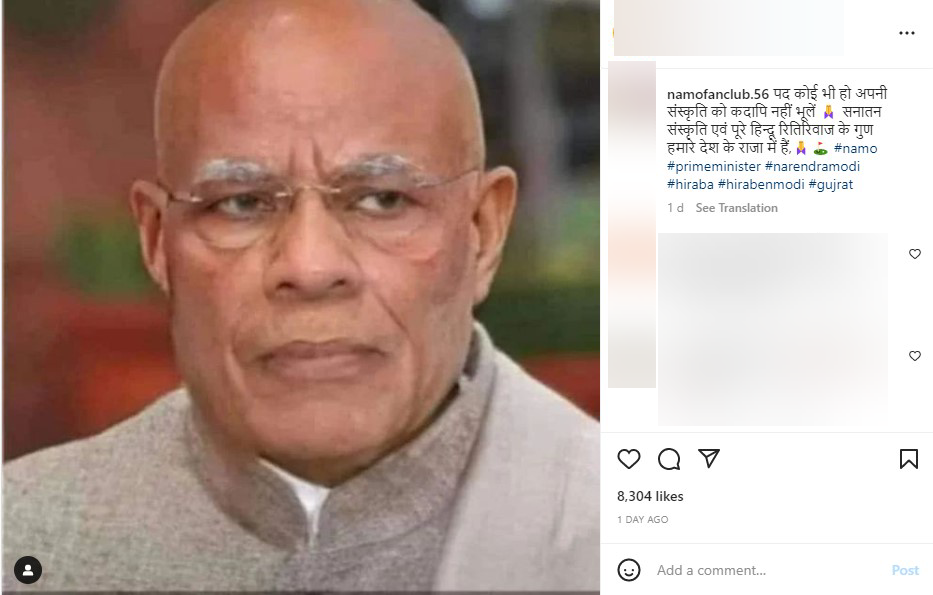 namofanclub.56 पद कोई भी हो अपनी
संस्कृति को कदापि नहीं भूलें 🙏 सनातन
संस्कृति एवं पूरे हिन्दू रितिरिवाज के गुण
हमारे देश के राजा में हैं,🙏 ⛳ #namo
#primeminister #narendramodi
#hiraba #hirabenmodi #gujrat
1 d See Translation
8,304 likes
1 DAY AGO
Add a comment... Post